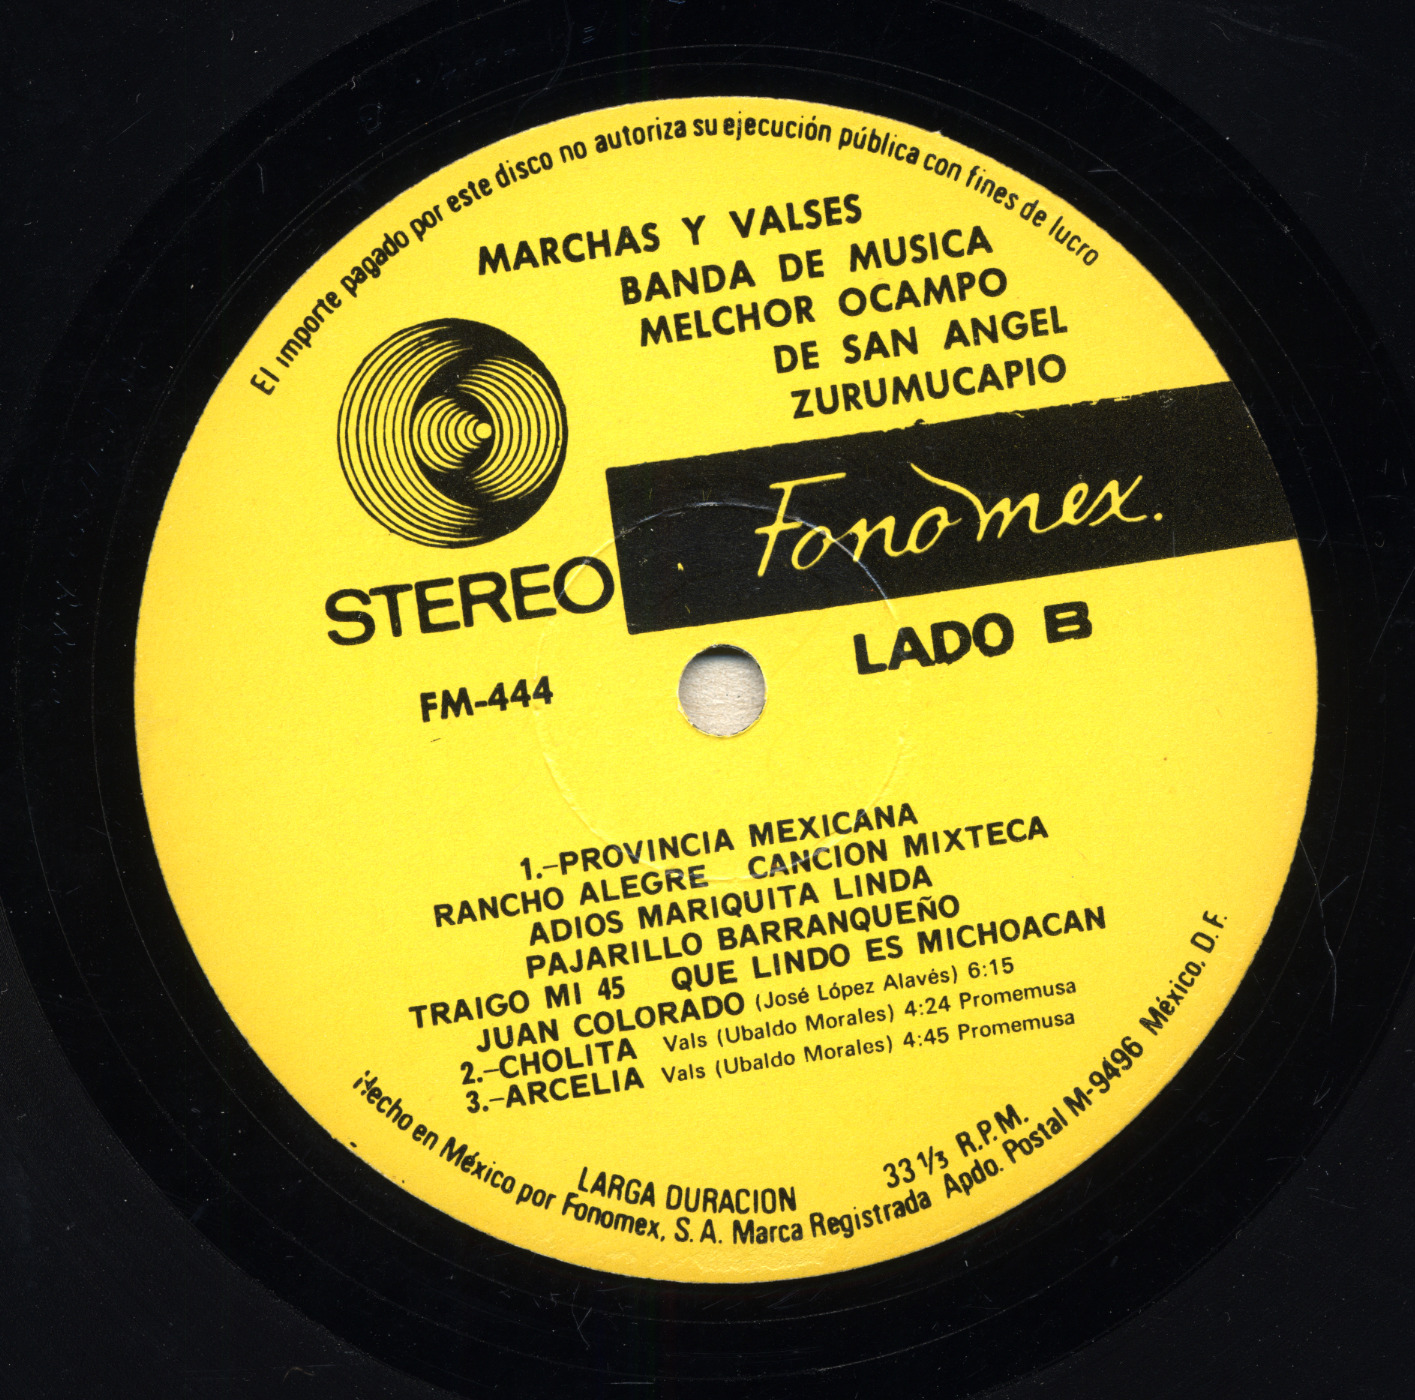 El importe pagado por este disco no autoriza su ejecución pública con fines de lucro
MARCHAS Y VALSES
BANDA DE MUSICA
MELCHOR OCAMPO
DE SAN ANGEL
ZURUMUCAPIO
Fonomex.
STEREO
LADO B
FM-444
1.-PROVINCIA MEXICANA
RANCHO ALEGRE CANCION MIXTECA
ADIOS MARIQUITA LINDA
PAJARILLO BARRANQUEÑO
TRAIGO MI 45 QUE LINDO ES MICHOACAN
JUAN COLORADO (José López Alavés) 6:15
2.-CHOLITA Vals (Ubaldo Morales) 4:24 Promemusa
3.-ARCELIA Vals (Ubaldo Morales) 4:45 Promemusa
LARGA DURACION 33 1/3 R.P.M.
Hecho en México por Fonomex, S. A. Marca Registrada Apdo. Postal M-9496 México, D. F.